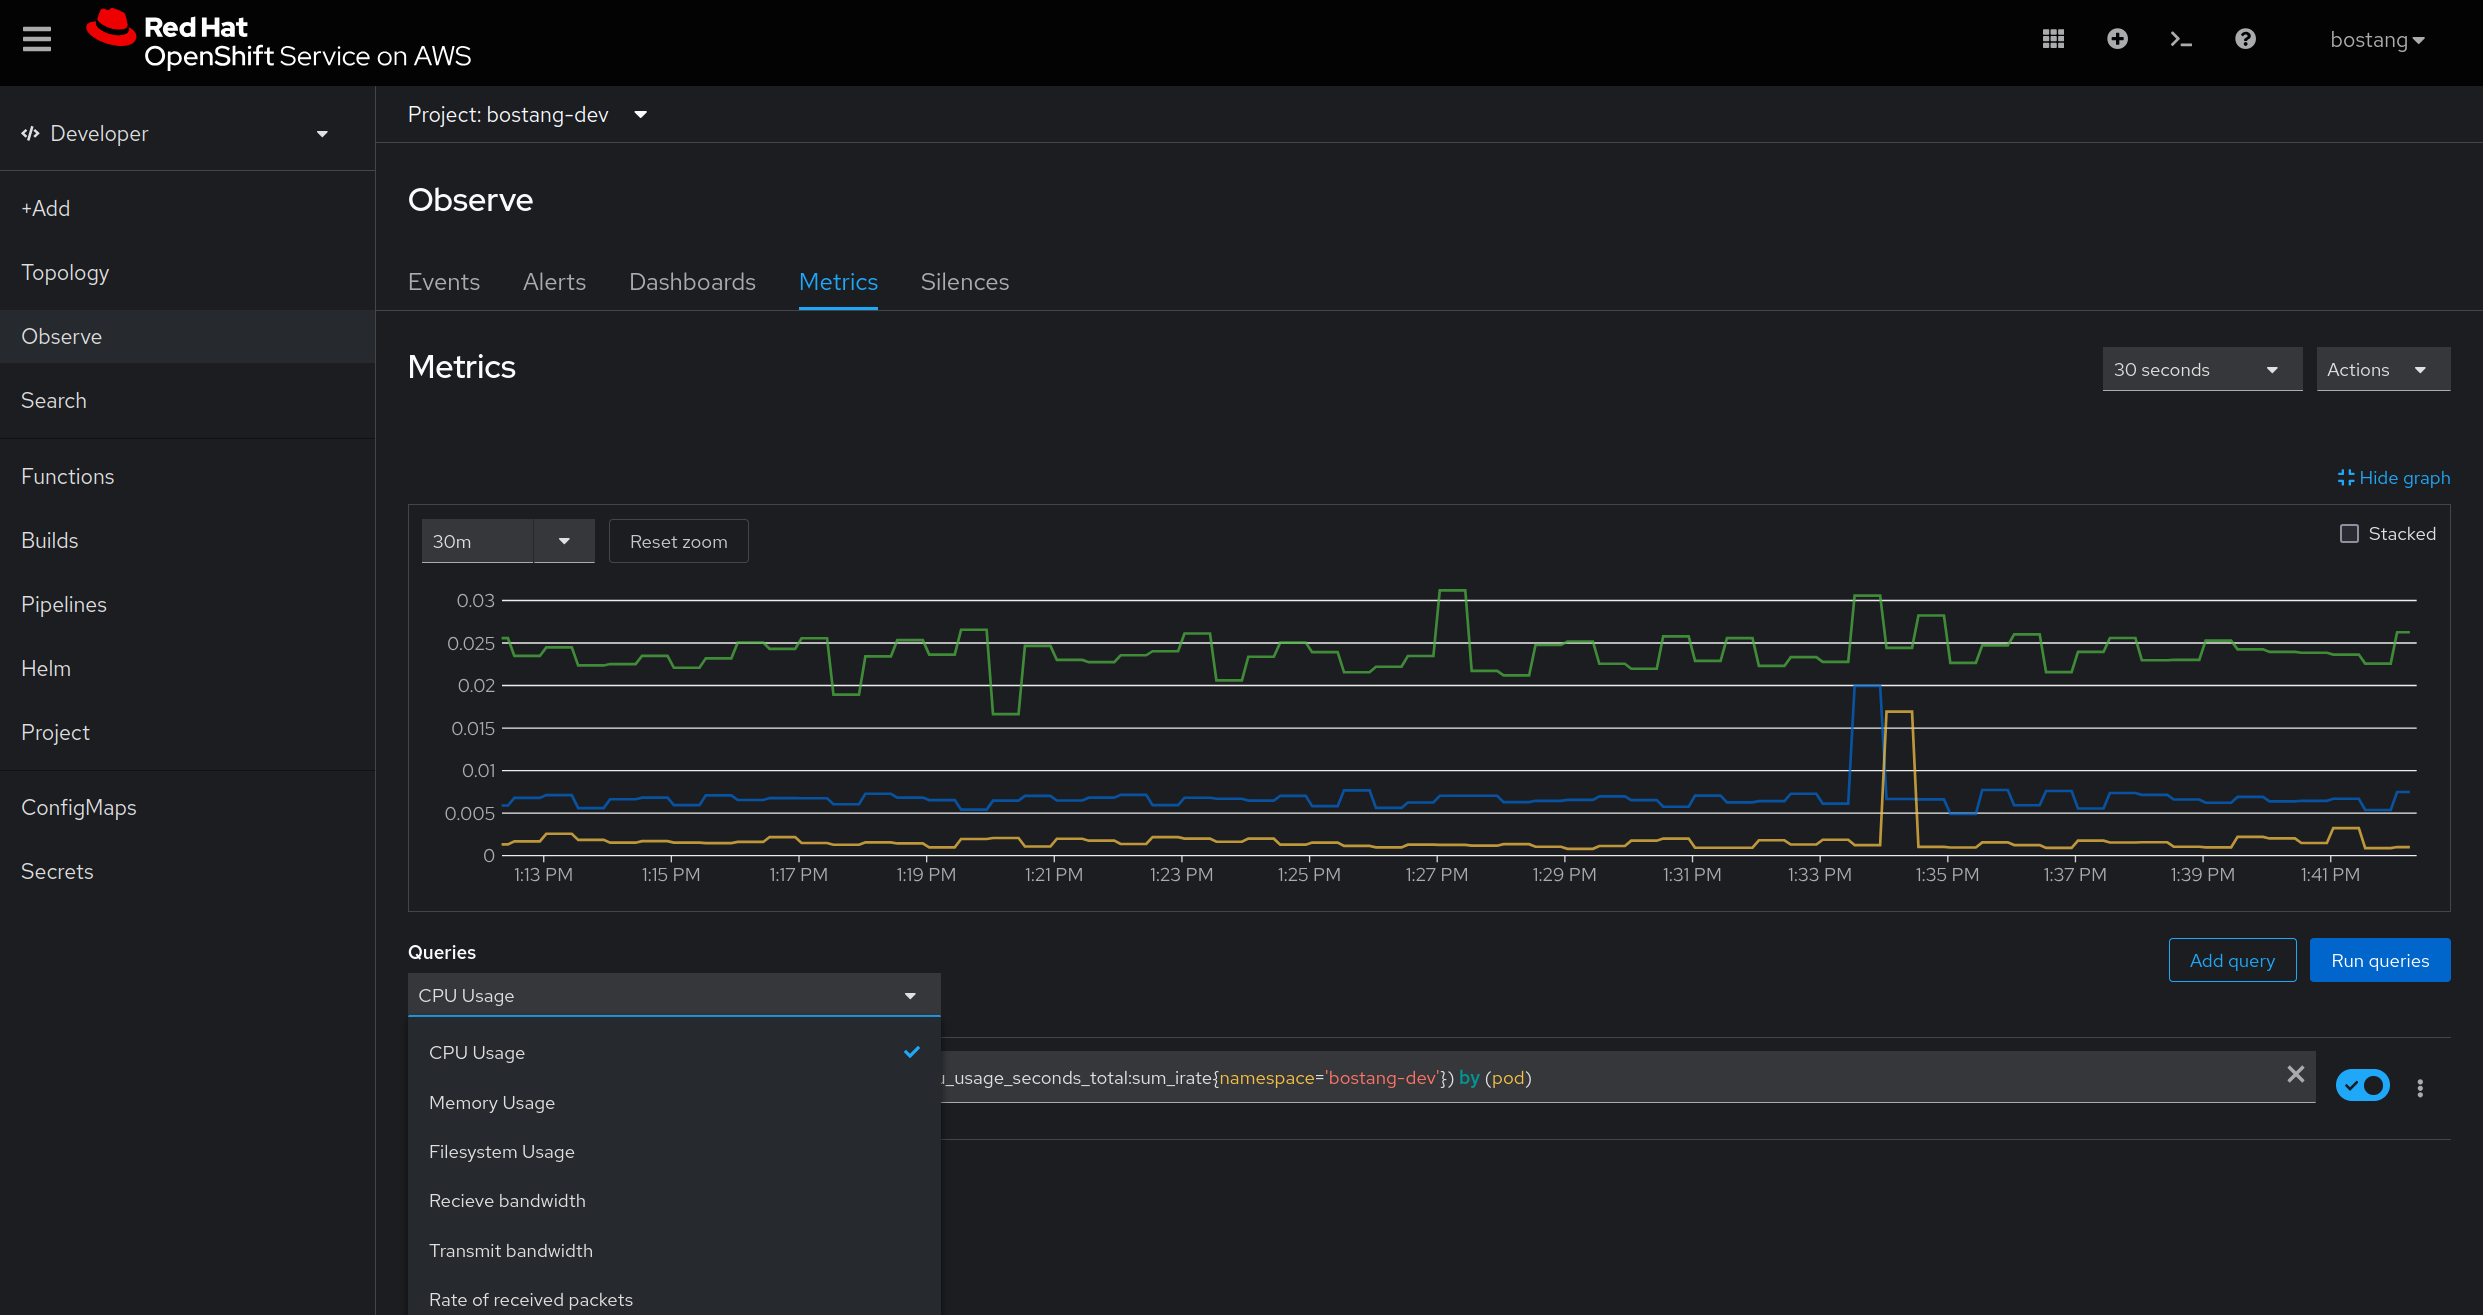 Red Hat
OpenShift Service on AWS
bostang
Developer
Project: bostang-dev
+Add
Topology
Observe
Search
Functions
Builds
Pipelines
Helm
Project
ConfigMaps
Secrets
Observe
Events Alerts Dashboards Metrics Silences
Metrics
30 seconds
Actions
Hide graph
30m
Reset zoom
Stacked
0.03
0.025
0.02
0.015
0.01
0.005
0
1:13 PM 1:15 PM 1:17 PM 1:19 PM 1:21 PM 1:23 PM 1:25 PM 1:27 PM 1:29 PM 1:31 PM 1:33 PM 1:35 PM 1:37 PM 1:39 PM 1:41 PM
Queries
Add query
Run queries
CPU Usage
CPU Usage
_usage_seconds_total:sum_irate{namespace='bostang-dev'}) by (pod)
Memory Usage
Filesystem Usage
Recieve bandwidth
Transmit bandwidth
Rate of received packets